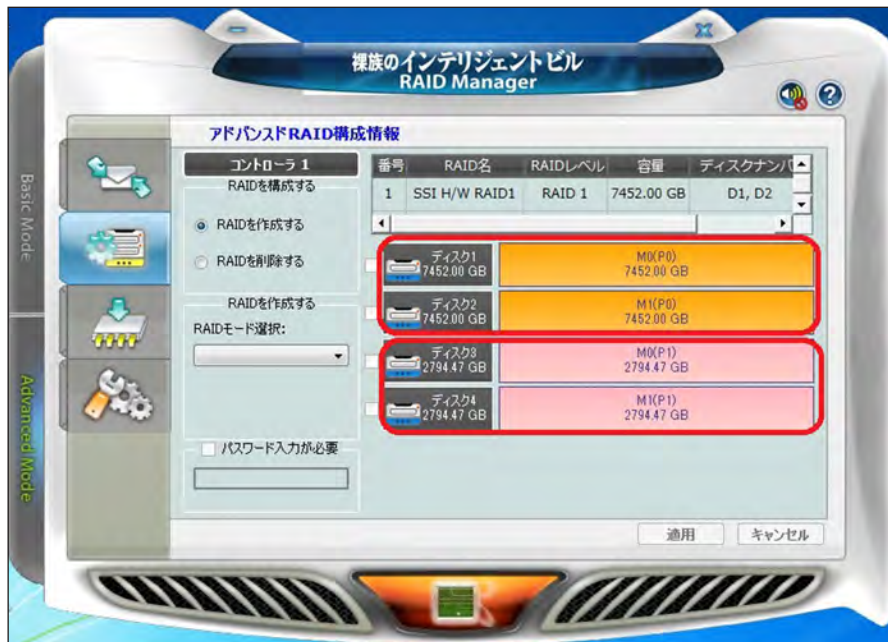 裸族のインテリジェントビル
RAID Manager
アドバンスドRAID構成情報
Basic Mode
Advanced Mode
コントローラ 1
RAIDを構成する
RAIDを作成する
RAIDを削除する
RAIDを作成する
RAIDモード選択:
パスワード入力が必要
番号 RAID名 RAIDレベル 容量 ディスクナンバ
1 SSI H/W RAID1 RAID 1 7452.00 GB D1, D2
ディスク1
7452.00 GB
M0(P0)
7452.00 GB
ディスク2
7452.00 GB
M1(P0)
7452.00 GB
ディスク3
2794.47 GB
M0(P1)
2794.47 GB
ディスク4
2794.47 GB
M1(P1)
2794.47 GB
適用 キャンセル